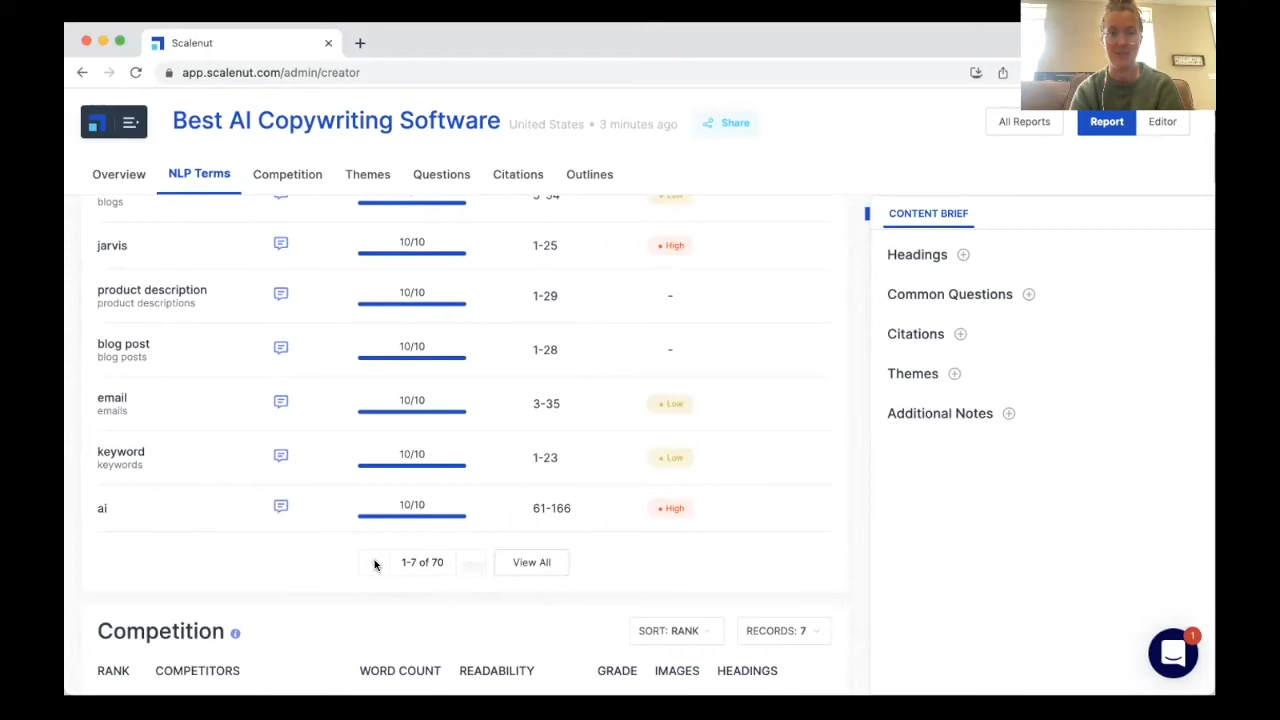 Scalenut
app.scalenut.com/admin/creator
Best AI Copywriting Software United States • 3 minutes ago Share
All Reports Report Editor
Overview NLP Terms Competition Themes Questions Citations Outlines
blogs
jarvis 10/10 1-25 High
product description 10/10 1-29 -
product descriptions
blog post 10/10 1-28 -
blog posts
email 10/10 3-35 Low
emails
keyword 10/10 1-23 Low
keywords
ai 10/10 61-166 High
1-7 of 70 View All
Competition
SORT: RANK RECORDS: 7
RANK COMPETITORS WORD COUNT READABILITY GRADE IMAGES HEADINGS
CONTENT BRIEF
Headings
Common Questions
Citations
Themes
Additional Notes
1